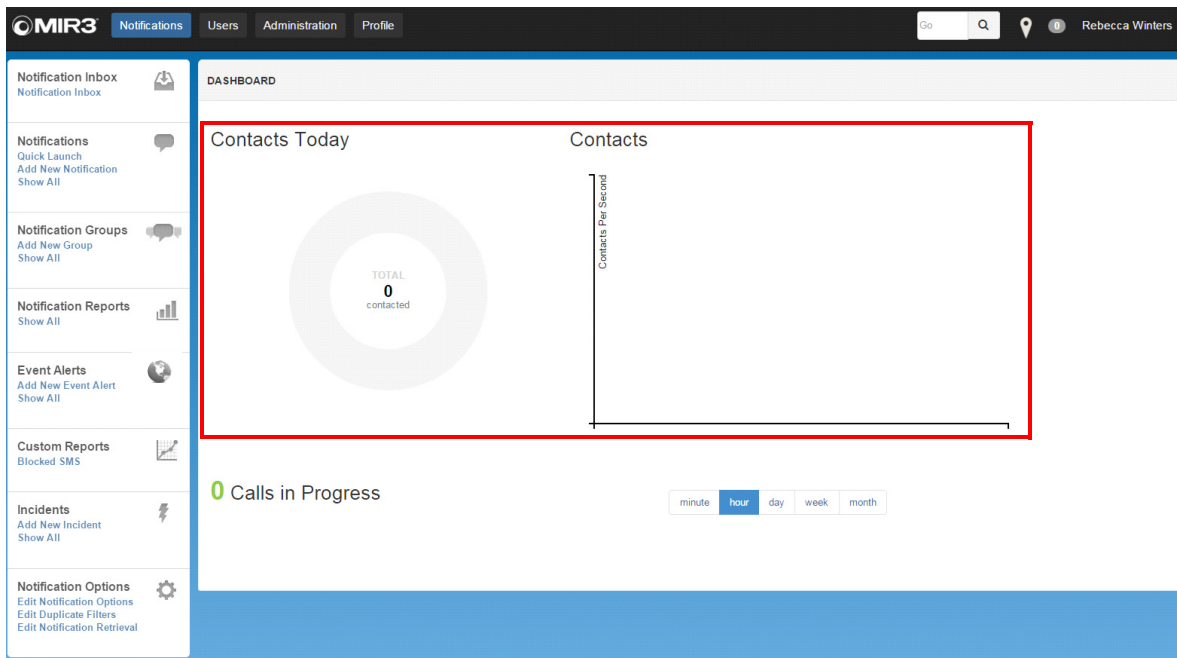 MIR3 Notifications Users Administration Profile Go 0 Rebecca Winters
Notification Inbox
Notification Inbox
Notifications
Quick Launch
Add New Notification
Show All
Notification Groups
Add New Group
Show All
Notification Reports
Show All
Event Alerts
Add New Event Alert
Show All
Custom Reports
Blocked SMS
Incidents
Add New Incident
Show All
Notification Options
Edit Notification Options
Edit Duplicate Filters
Edit Notification Retrieval
DASHBOARD
Contacts Today
TOTAL
0
contacted
Contacts
Contacts Per Second
0 Calls in Progress
minute hour day week month